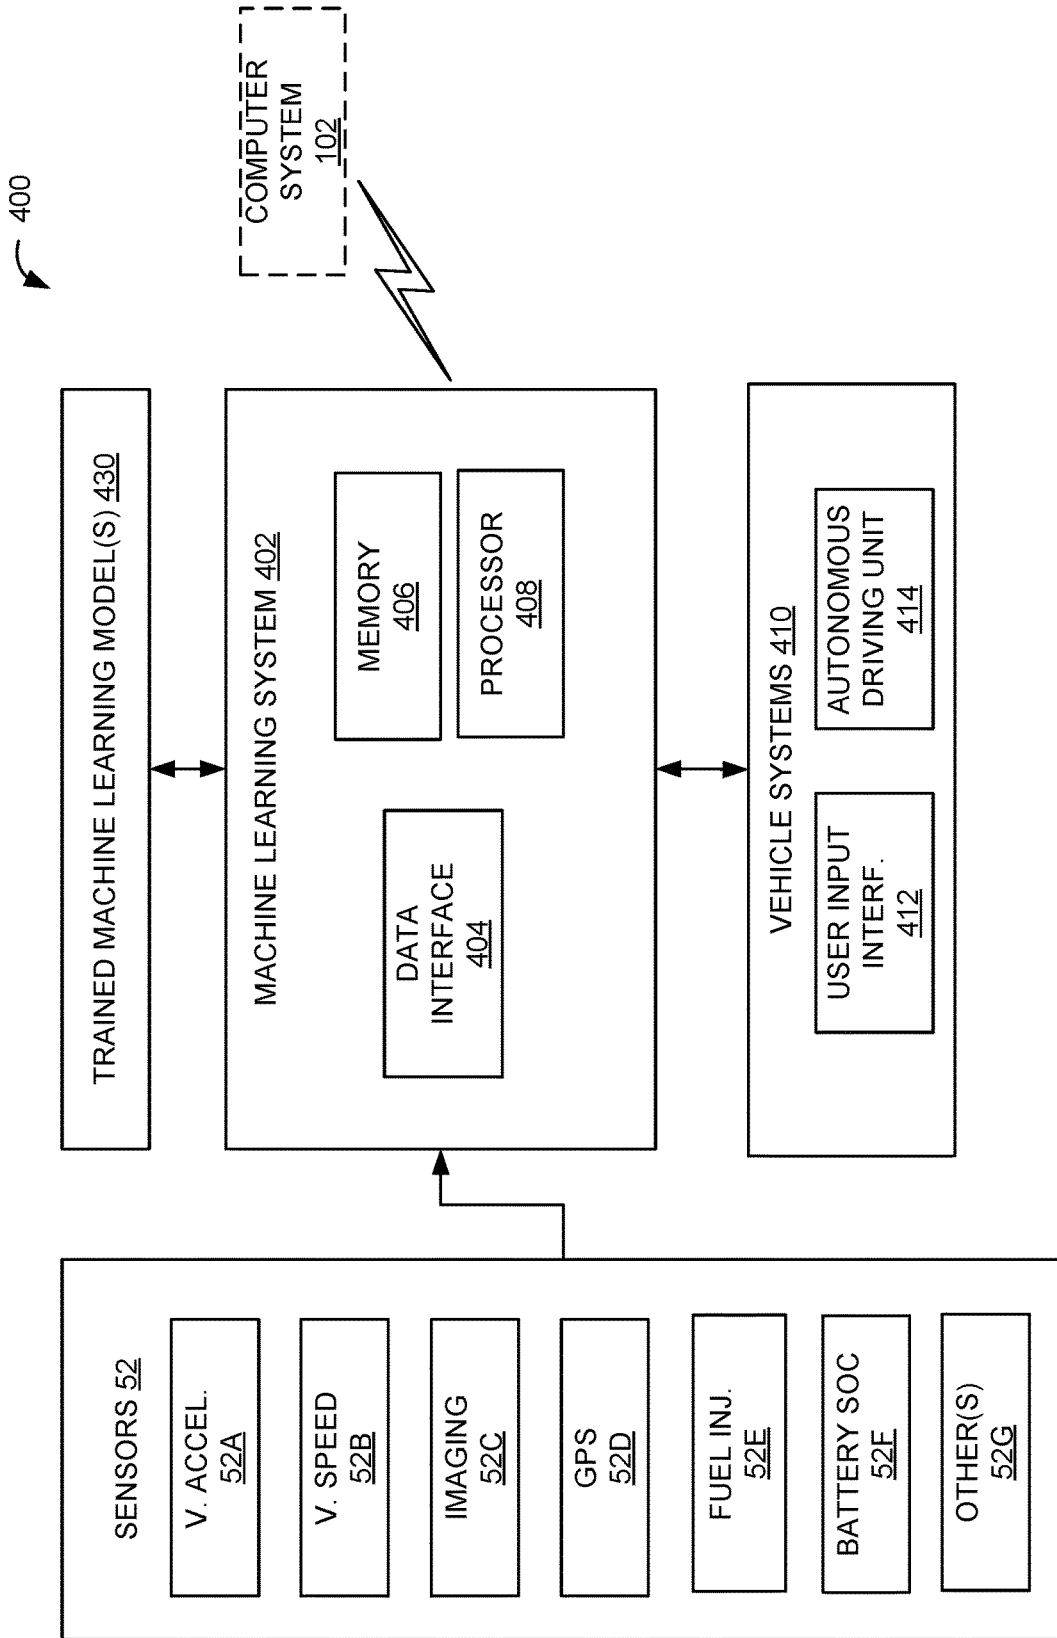 400
COMPUTER
SYSTEM
102
TRAINED MACHINE LEARNING MODEL(S) 430
MACHINE LEARNING SYSTEM 402
MEMORY
406
PROCESSOR
408
DATA
INTERFACE
404
VEHICLE SYSTEMS 410
USER INPUT
INTERF.
412
AUTONOMOUS
DRIVING UNIT
414
SENSORS 52
V. ACCEL.
52A
V. SPEED
52B
IMAGING
52C
GPS
52D
FUEL INJ.
52E
BATTERY SOC
52F
OTHER(S)
52G